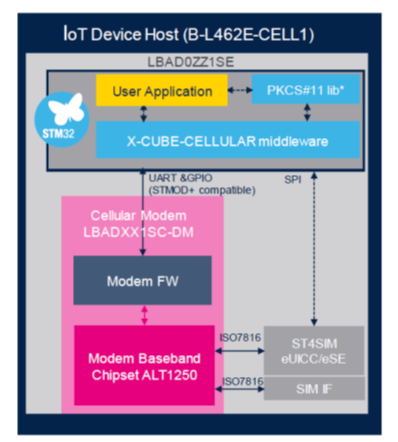 IoT Device Host (B-L462E-CELL1)
LBAD0ZZ1SE
User Application
PKCS#11 lib*
STM32
X-CUBE-CELLULAR middleware
UART &GPIO
(STMOD+ compatible)
SPI
Cellular Modem
LBADXX1SC-DM
Modem FW
ISO7816
ST4SIM
eUICC/eSE
Modem Baseband
Chipset ALT1250
ISO7816
SIM IF